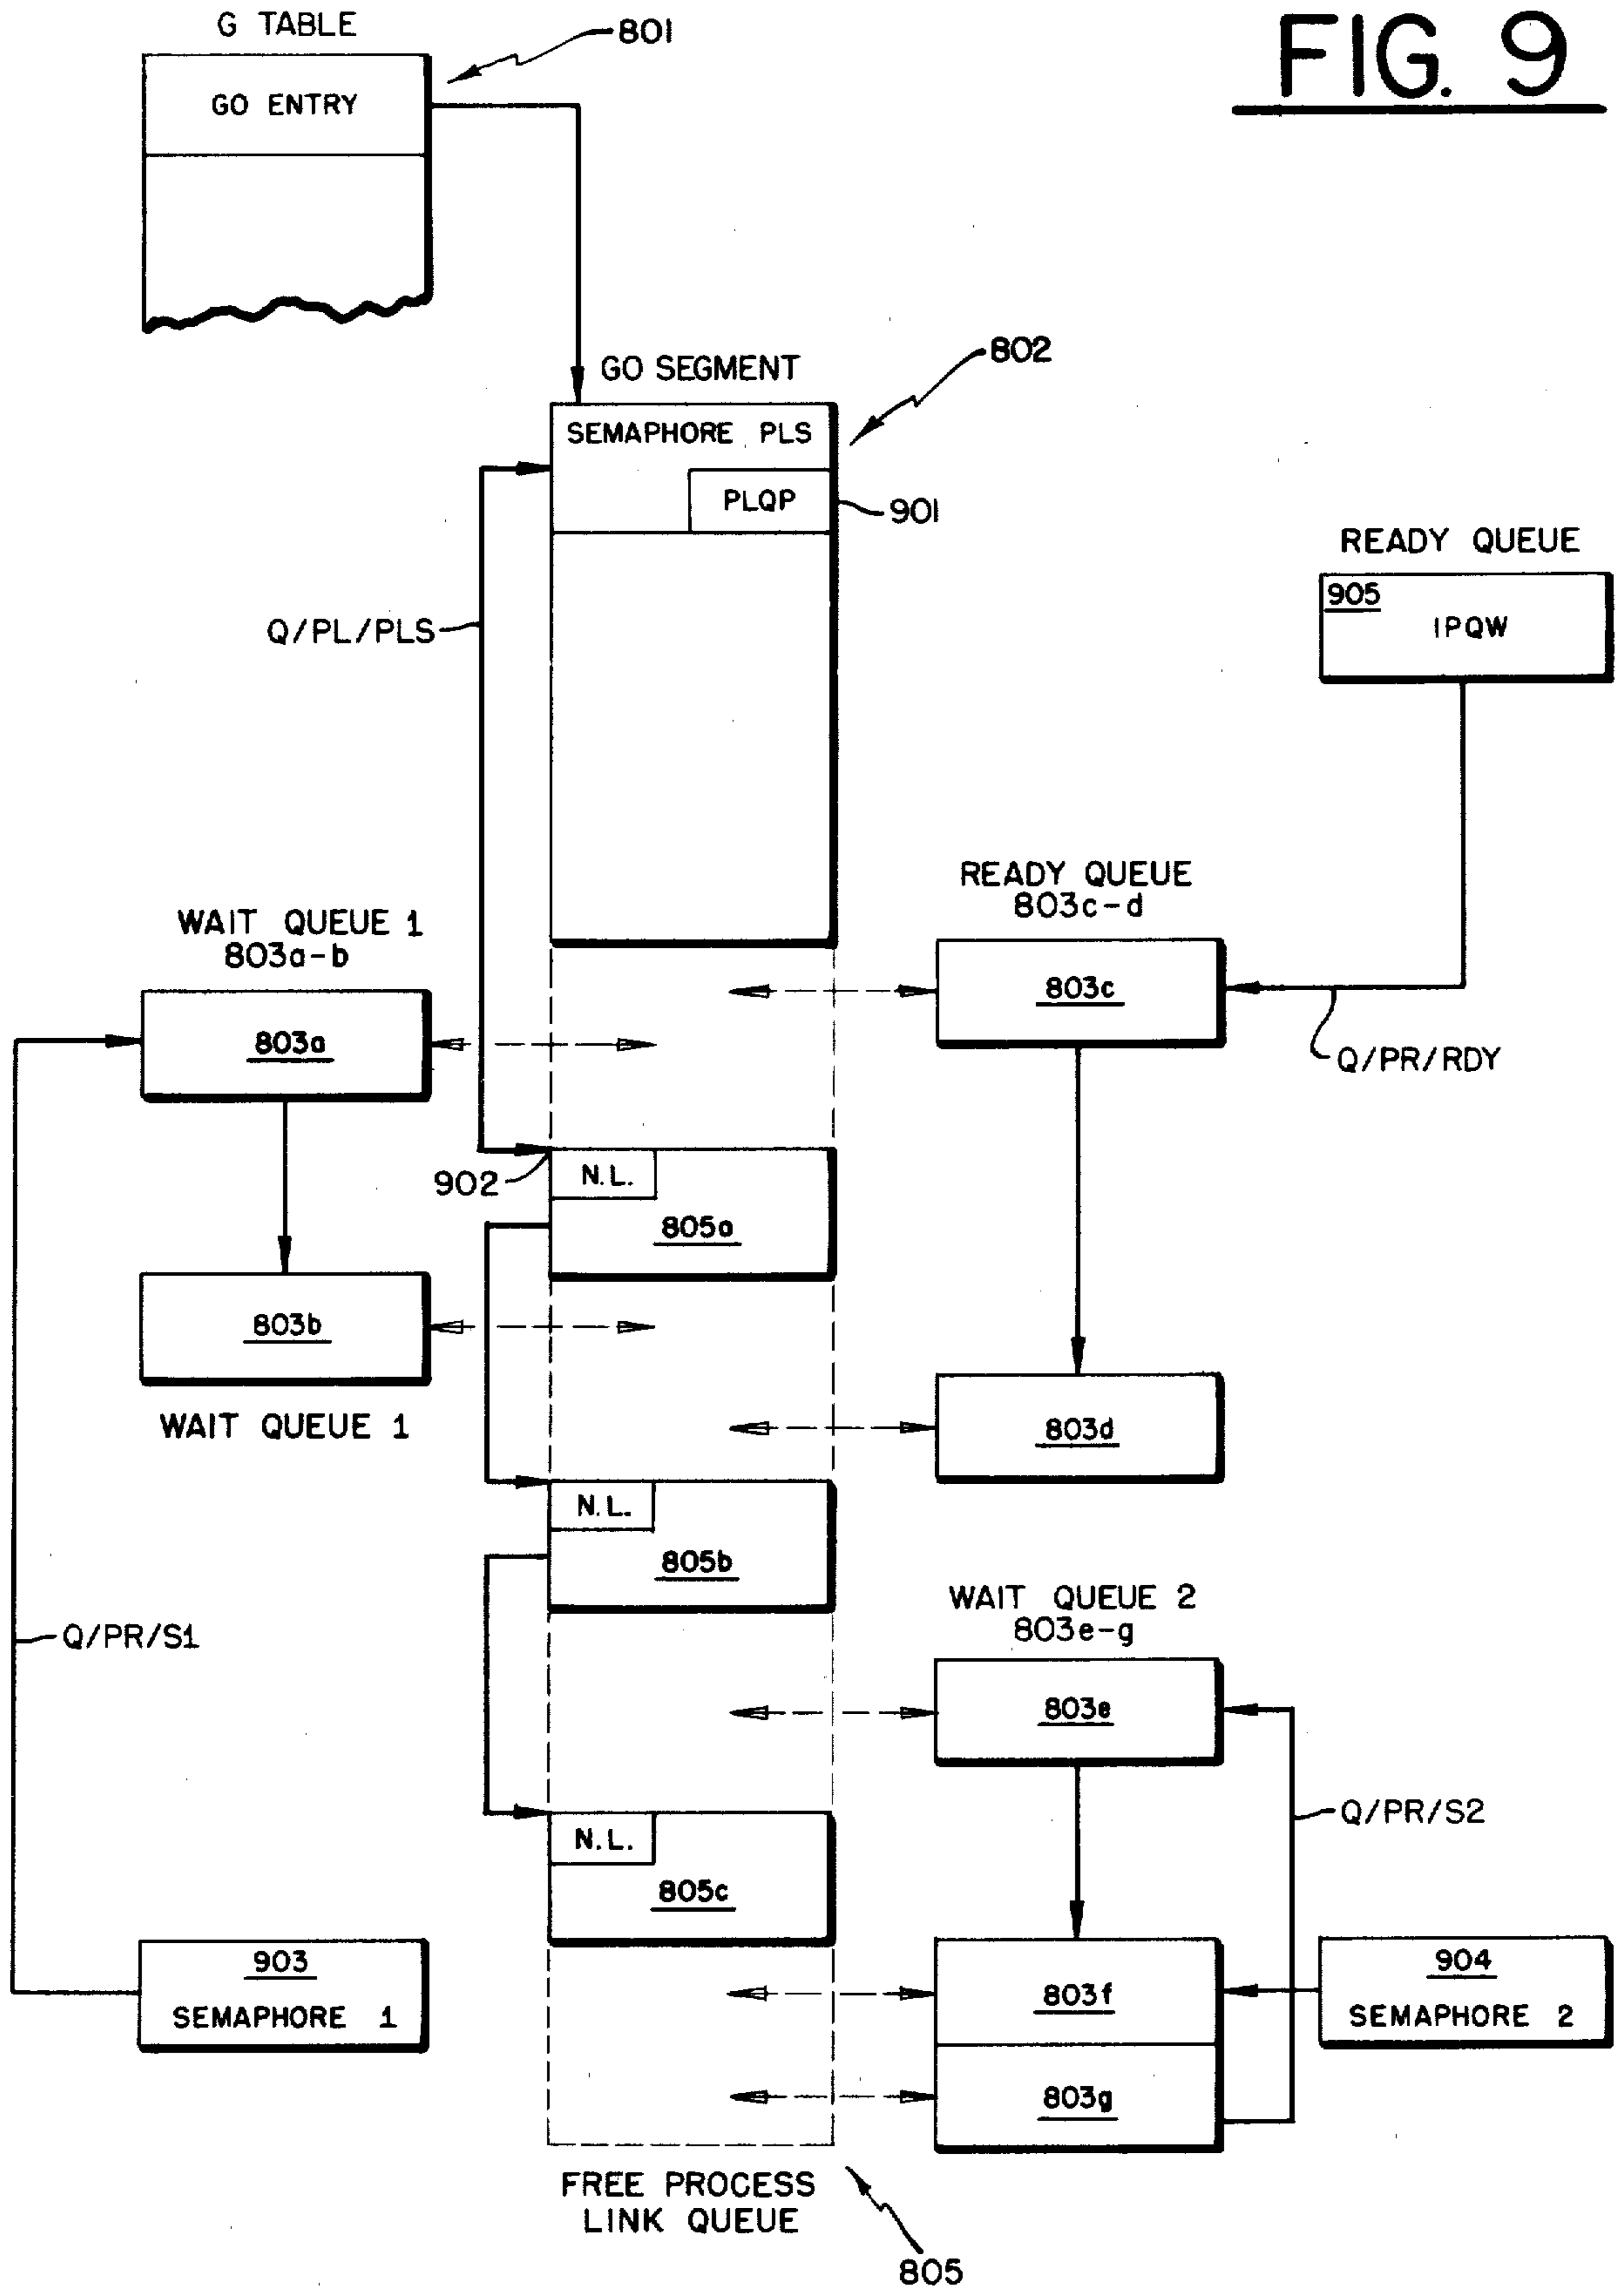 FIG. 9
G TABLE
801
GO ENTRY
GO SEGMENT
802
SEMAPHORE PLS
PLQP
901
READY QUEUE
905
IPQW
Q/PL/PLS
READY QUEUE
803c-d
WAIT QUEUE 1
803a-b
803c
803a
Q/PR/RDY
902
N.L.
805a
803b
WAIT QUEUE 1
803d
N.L.
805b
WAIT QUEUE 2
803e-g
Q/PR/S1
803e
Q/PR/S2
N.L.
805c
903
SEMAPHORE 1
803f
904
SEMAPHORE 2
803g
FREE PROCESS
LINK QUEUE
805